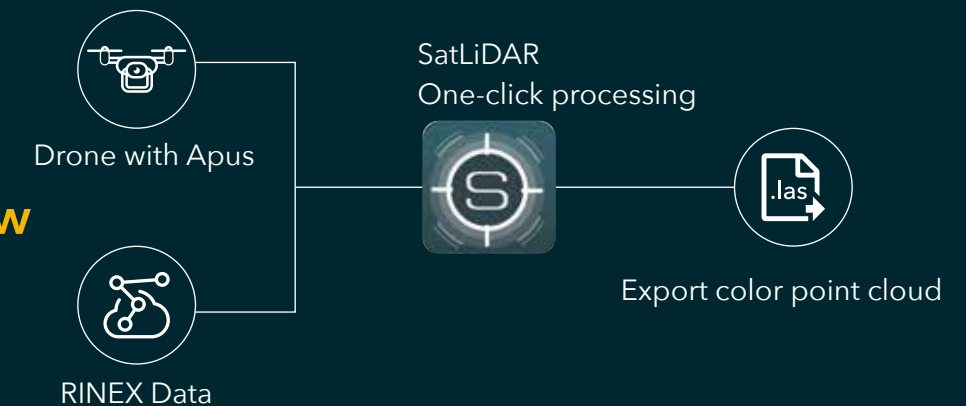 SatLiDAR
One-click processing
Drone with Apus
w
S
.las
Export color point cloud
RINEX Data